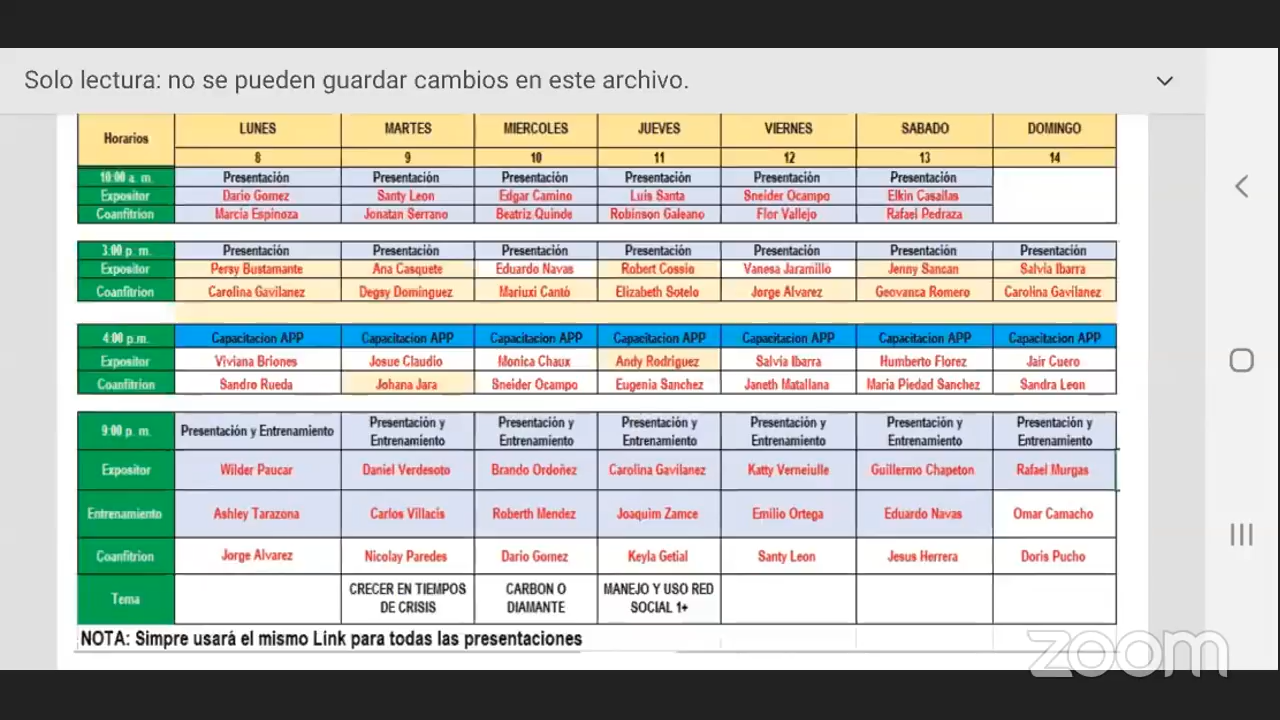 Solo lectura: no se pueden guardar cambios en este archivo.
Horarios LUNES MARTES MIERCOLES JUEVES VIERNES SABADO DOMINGO
8 9 10 11 12 13 14
10:00 a. m. Presentación Presentación Presentación Presentación Presentación Presentación
Expositor Dario Gomez Santy Leon Edgar Camino Luis Santa Sneider Ocampo Elkin Casallas
Coanfitrion Marcia Espinoza Jonatan Serrano Beatriz Quinde Robinson Galeano Flor Vallejo Rafael Pedraza
3:00 p. m. Presentación Presentación Presentación Presentación Presentación Presentación Presentación
Expositor Persy Bustamante Ana Casquete Eduardo Navas Robert Cossio Vanesa Jaramillo Jenny Sancan Salvia Ibarra
Coanfitrion Carolina Gavilanez Degsy Dominguez Mariuxi Cantó Elizabeth Sotelo Jorge Alvarez Geovanca Romero Carolina Gavilanez
4:00 p.m. Capacitacion APP Capacitacion APP Capacitacion APP Capacitacion APP Capacitacion APP Capacitacion APP Capacitacion APP
Expositor Viviana Briones Josue Claudio Monica Chaux Andy Rodriguez Salvia Ibarra Humberto Florez Jair Cuero
Coanfitrion Sandro Rueda Johana Jara Sneider Ocampo Eugenia Sanchez Janeth Matallana Maria Piedad Sanchez Sandra Leon
9:00 p. m. Presentación y Entrenamiento Presentación y Entrenamiento Presentación y Entrenamiento Presentación y Entrenamiento Presentación y Entrenamiento Presentación y Entrenamiento Presentación y Entrenamiento
Expositor Wilder Paucar Daniel Verdesoto Brando Ordoñez Carolina Gavilanez Katty Verneiulle Guillermo Chapeton Rafael Murgas
Entrenamiento Ashley Tarazona Carlos Villacis Roberth Mendez Joaquim Zamce Emilio Ortega Eduardo Navas Omar Camacho
Coanfitrion Jorge Alvarez Nicolay Paredes Dario Gomez Keyla Getial Santy Leon Jesus Herrera Doris Pucho
Tema CRECER EN TIEMPOS DE CRISIS CARBON O DIAMANTE MANEJO Y USO RED SOCIAL 1+
NOTA: Simpre usará el mismo Link para todas las presentaciones
zoom